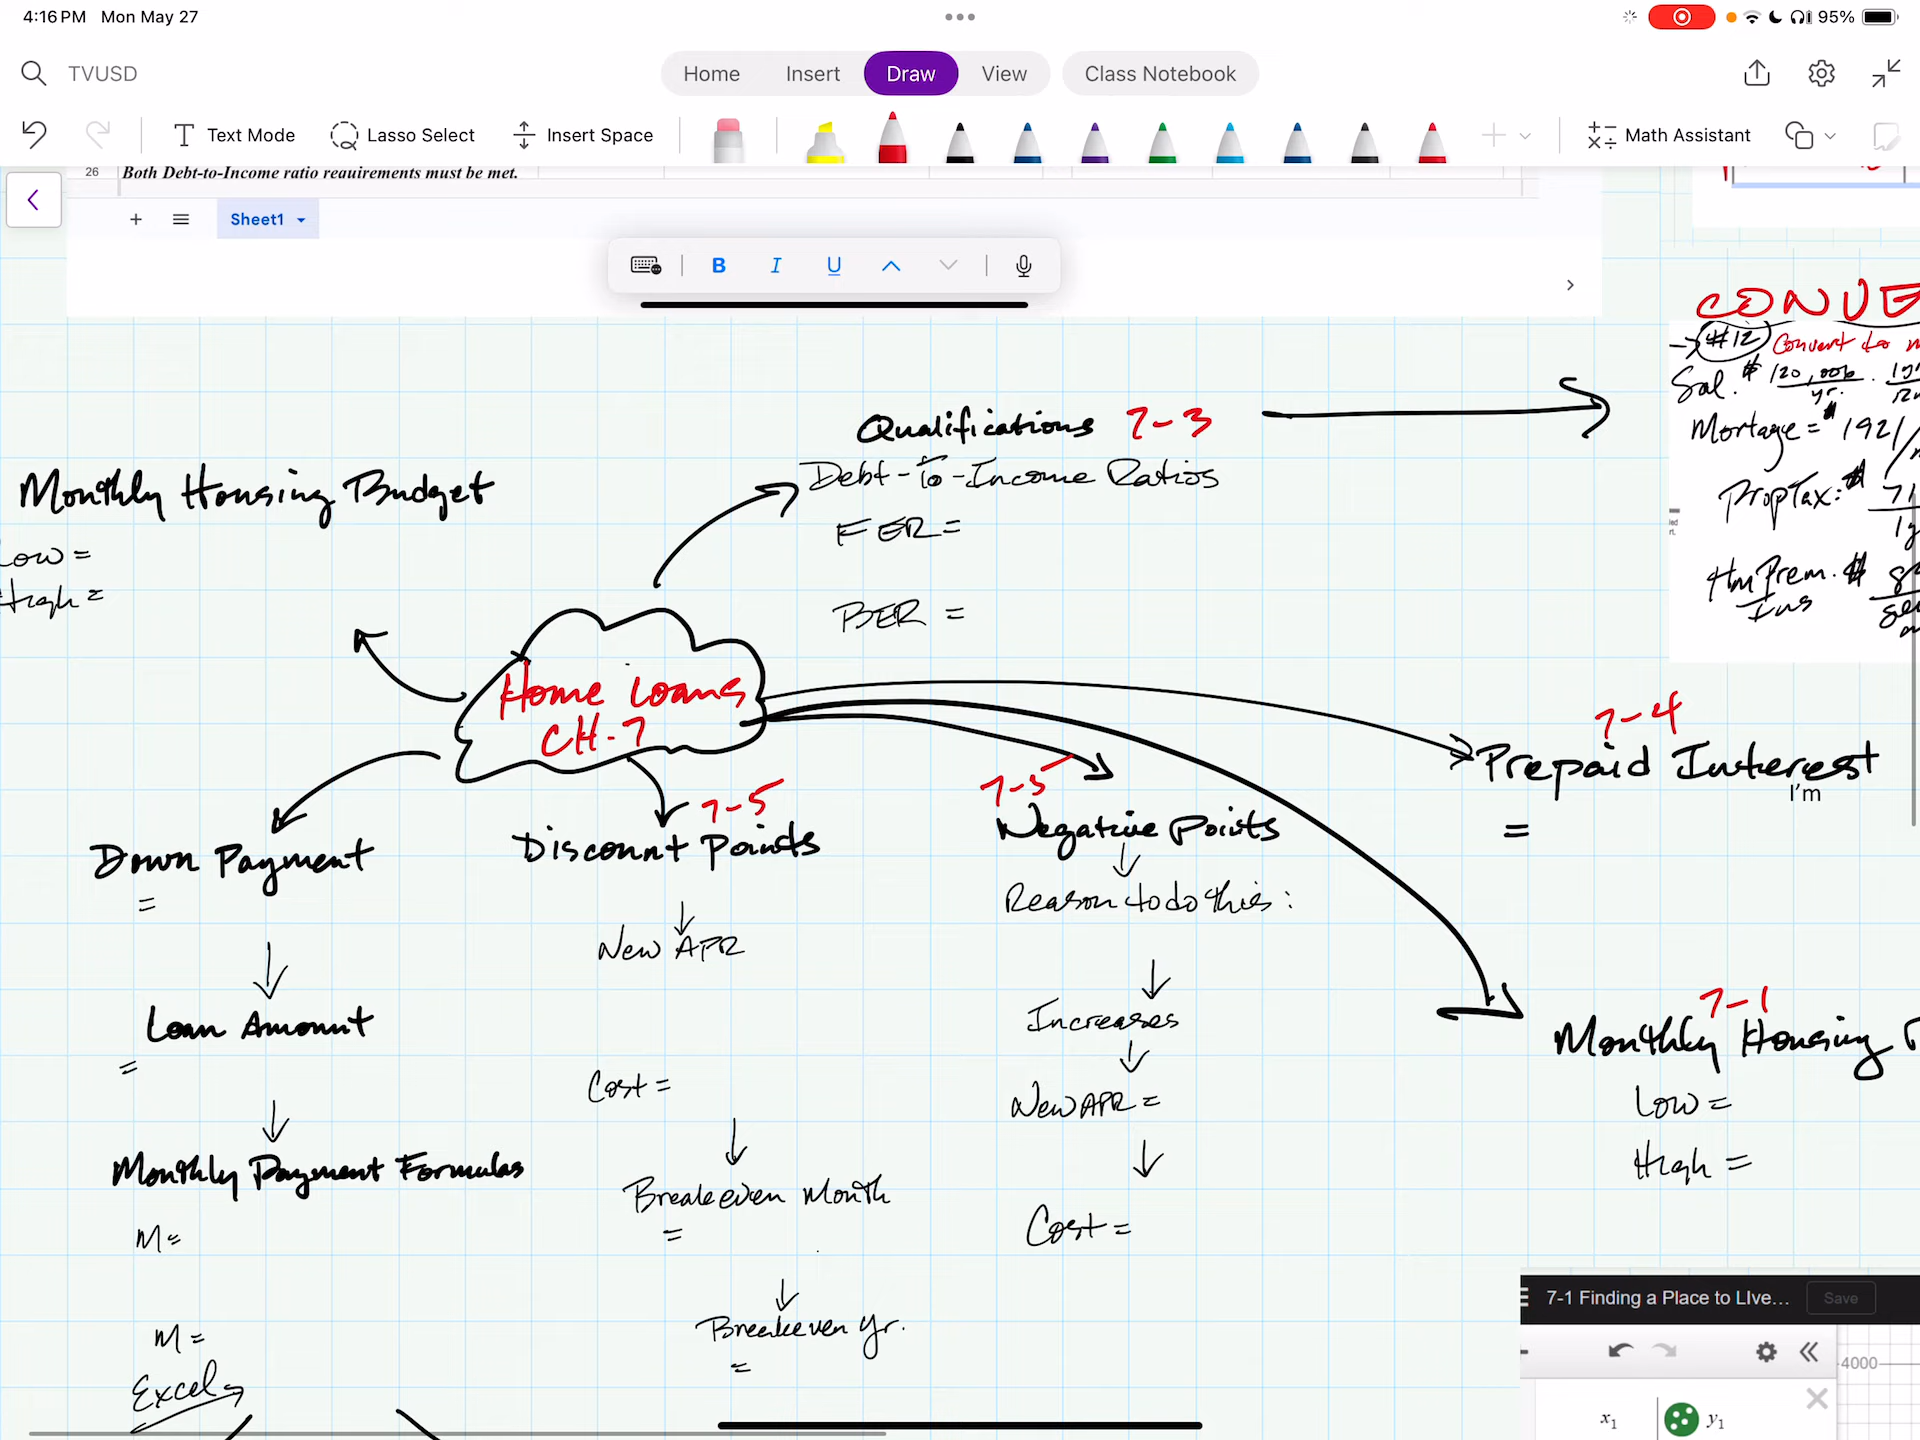 4:16 PM Mon May 27
95%
TVUSD
Home
Insert
Draw
View
Class Notebook
Text Mode
Lasso Select
Insert Space
Math Assistant
26 Both Debt-to-Income ratio requirements must be met.
Sheet1
B I U
CONVE
#12 Convert to m
Sal. $120,000
yr.
Mortage = $1921/
PropTax: $ 71
Hm Prem. $
Ins
Qualifications 7-3
Debt-To-Income Ratios
FER =
BER =
Monthly Housing Budget
Low =
High =
Home Loans
CH-7
7-4
Prepaid Interest
I'm
=
Down Payment
=
Loan Amount
=
Monthly Payment Formulas
M =
M =
Excel
7-5
Discount Points
New APR
Cost =
Breakeven Month
=
Breakeven Yr.
=
7-5
Negative Points
Reason to do this:
Increases
New APR =
Cost =
7-1
Monthly Housing
Low =
High =
7-1 Finding a Place to LIve...
Save
4000
x1 y1